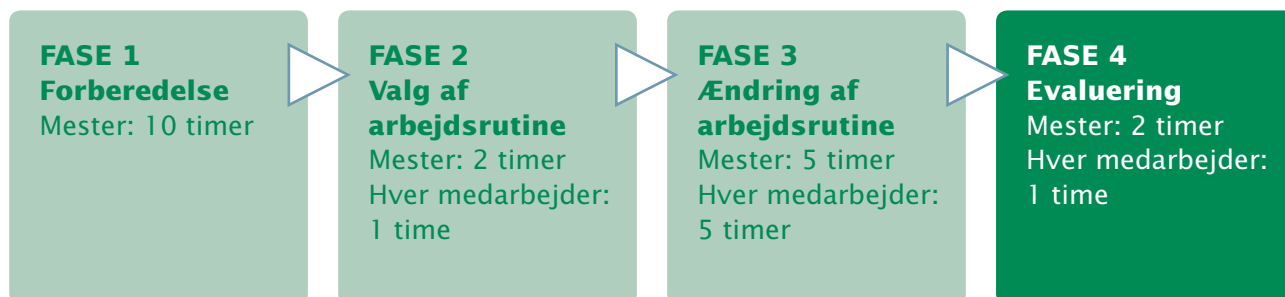 FASE 1
Forberedelse
Mester: 10 timer
FASE 2
Valg af
arbejdsrutine
Mester: 2 timer
Hver medarbejder:
1 time
FASE 3
Ændring af
arbejdsrutine
Mester: 5 timer
Hver medarbejder:
5 timer
FASE 4
Evaluering
Mester: 2 timer
Hver medarbejder:
1 time